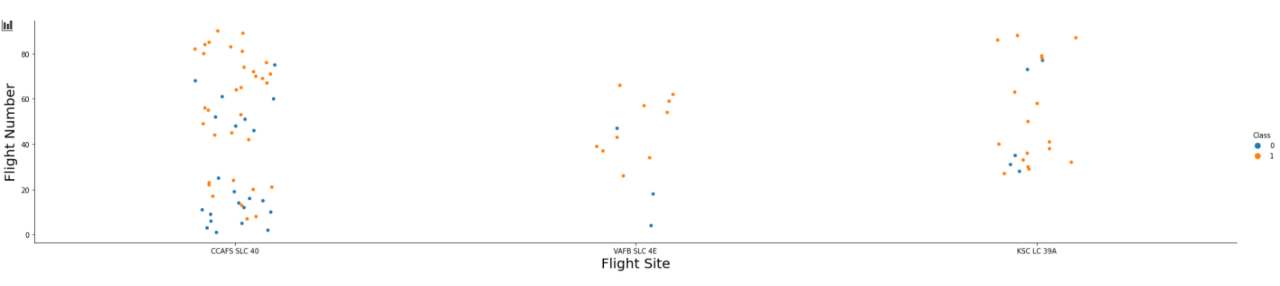 Flight Number
80
60
40
20
0
CCAFS SLC 40
VAFB SLC 4E
KSC LC 39A
Flight Site
Class
0
1